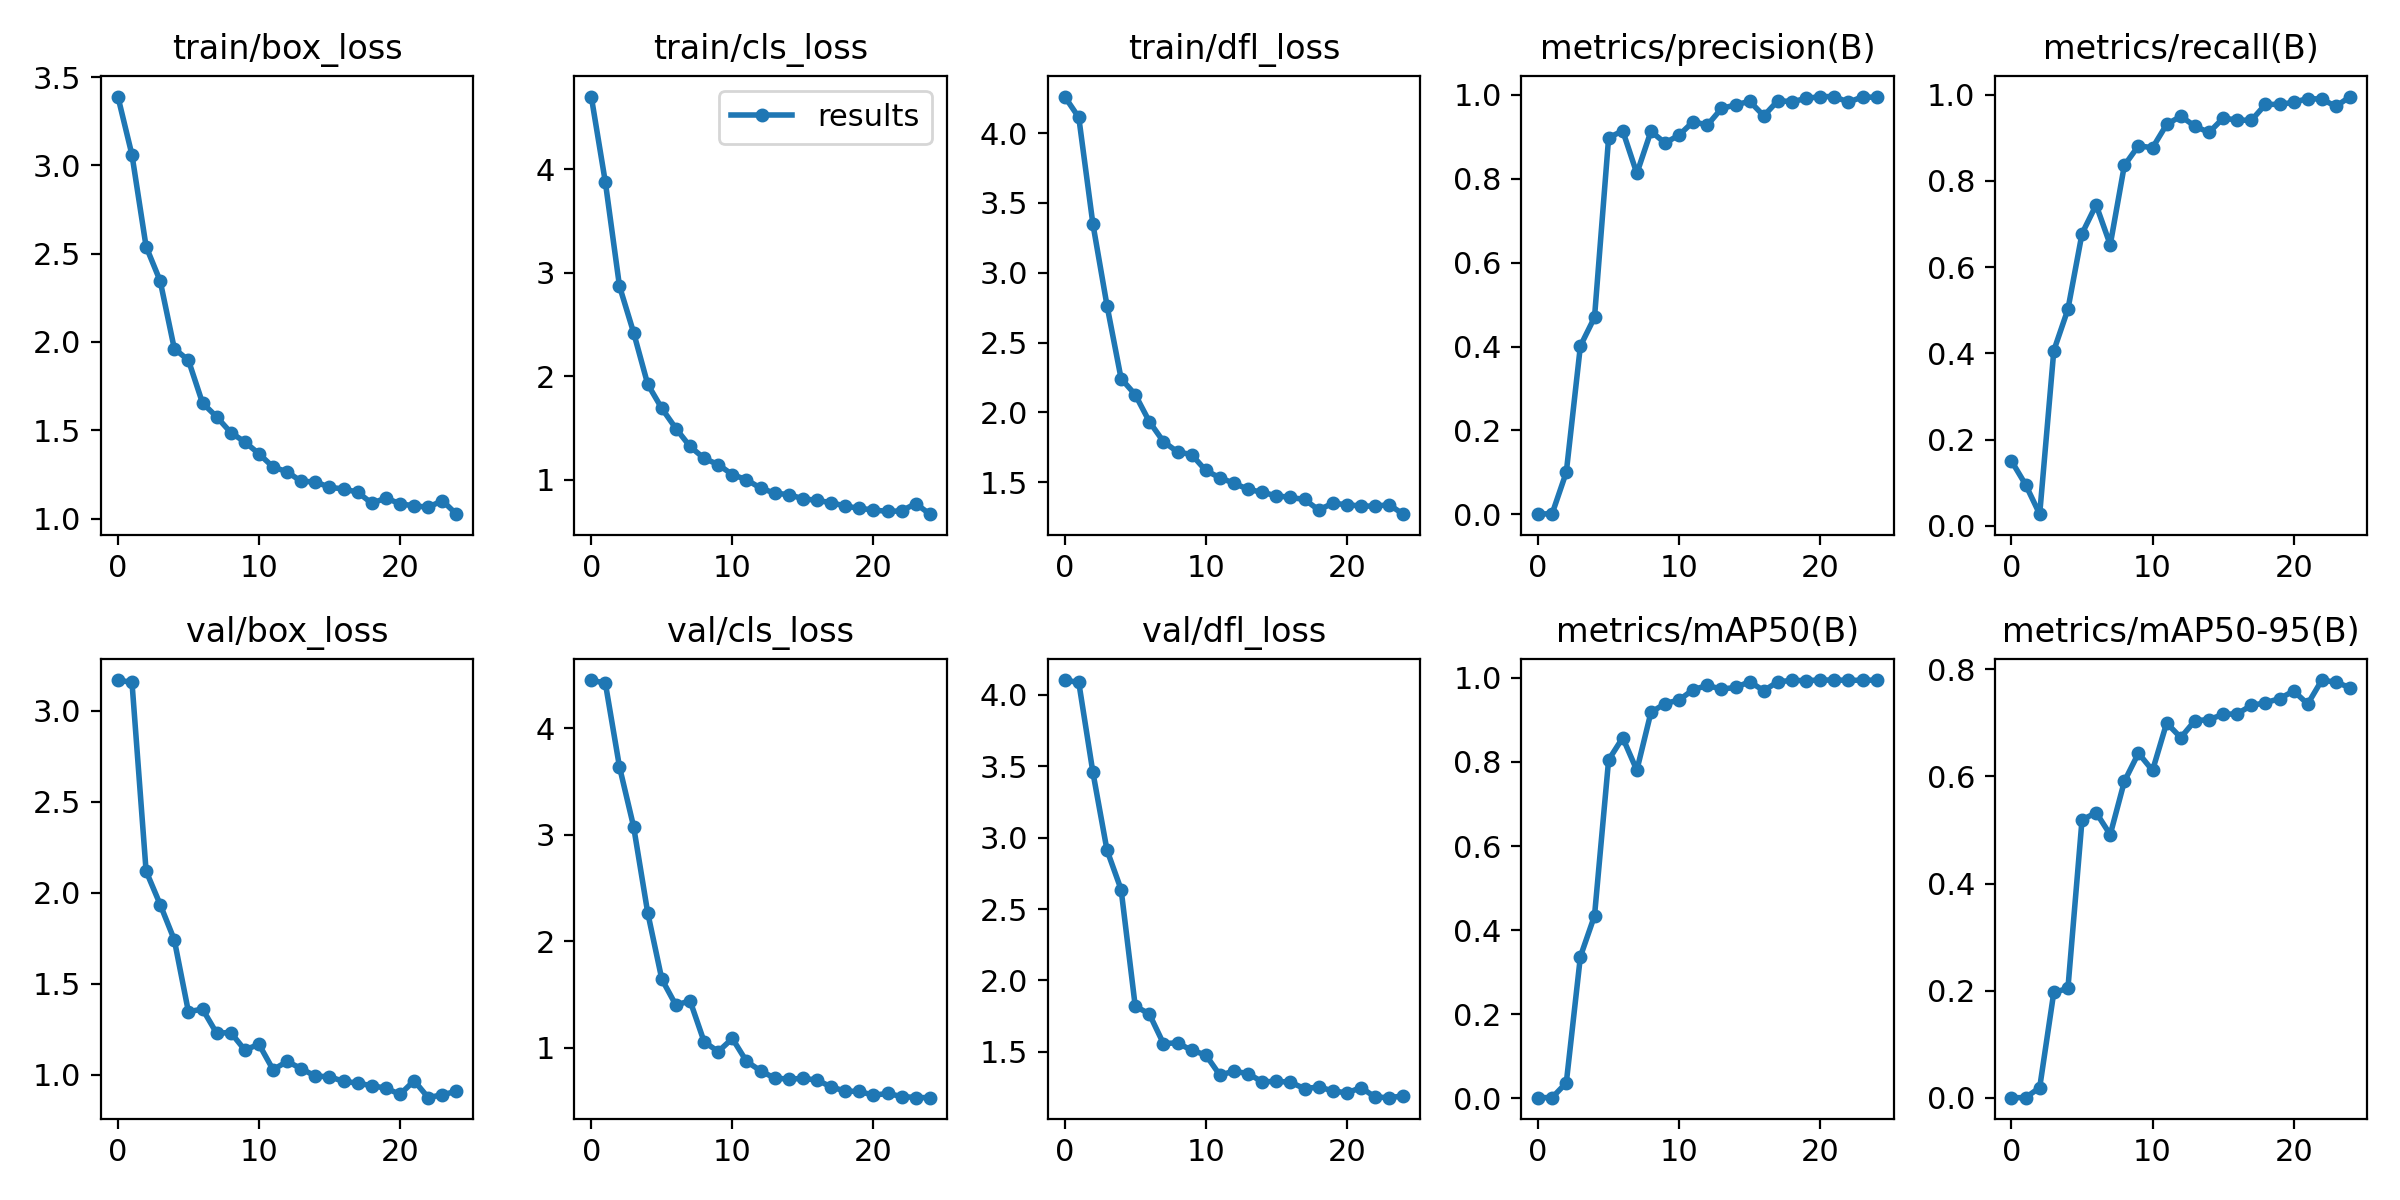 train/box_loss
3.5
3.0
2.5
2.0
1.5
1.0
0 10 20
train/cls_loss
results
4
3
2
1
0 10 20
train/dfl_loss
4.0
3.5
3.0
2.5
2.0
1.5
0 10 20
metrics/precision(B)
1.0
0.8
0.6
0.4
0.2
0.0
0 10 20
metrics/recall(B)
1.0
0.8
0.6
0.4
0.2
0.0
0 10 20
val/box_loss
3.0
2.5
2.0
1.5
1.0
0 10 20
val/cls_loss
4
3
2
1
0 10 20
val/dfl_loss
4.0
3.5
3.0
2.5
2.0
1.5
0 10 20
metrics/mAP50(B)
1.0
0.8
0.6
0.4
0.2
0.0
0 10 20
metrics/mAP50-95(B)
0.8
0.6
0.4
0.2
0.0
0 10 20